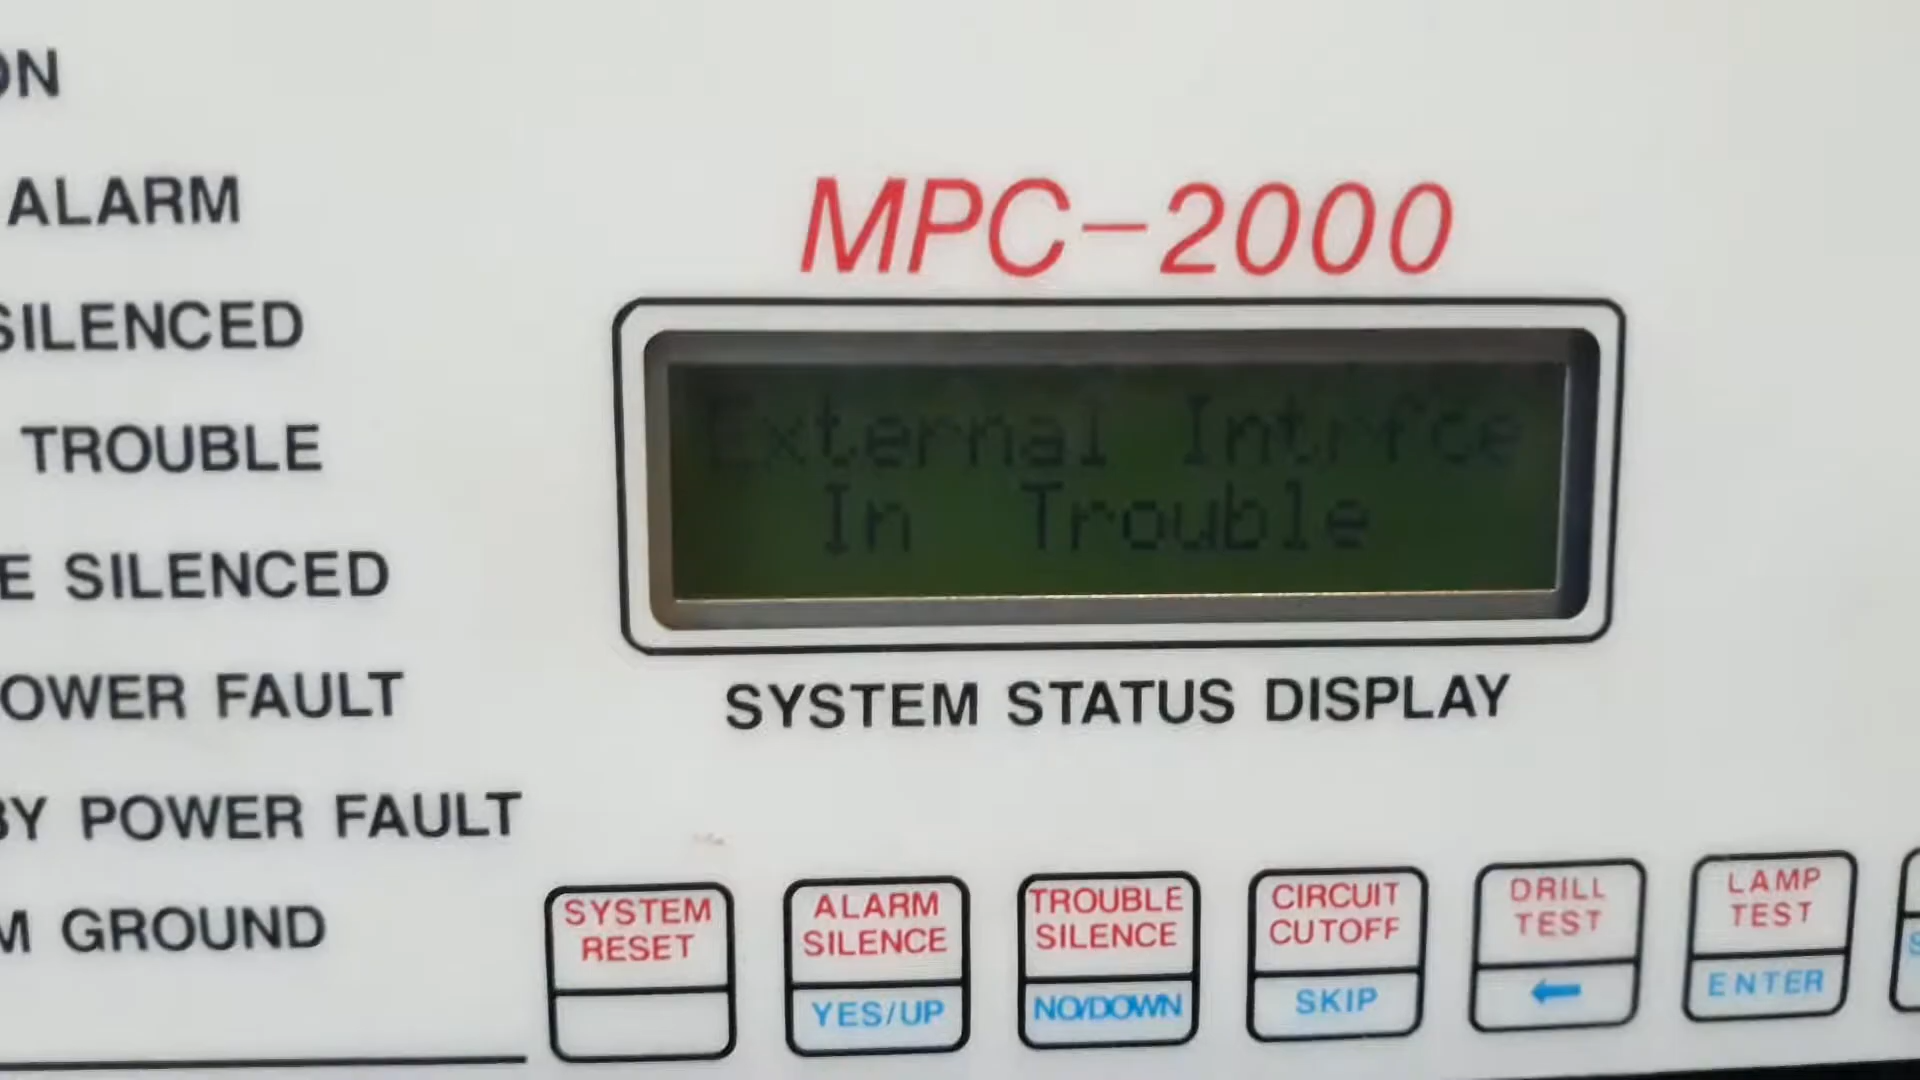 ON
ALARM
SILENCED
TROUBLE
E SILENCED
OWER FAULT
BY POWER FAULT
M GROUND
MPC-2000
External Intrfce
In Trouble
SYSTEM STATUS DISPLAY
SYSTEM
RESET
ALARM
SILENCE
YES/UP
TROUBLE
SILENCE
NO/DOWN
CIRCUIT
CUTOFF
SKIP
DRILL
TEST
←
LAMP
TEST
ENTER